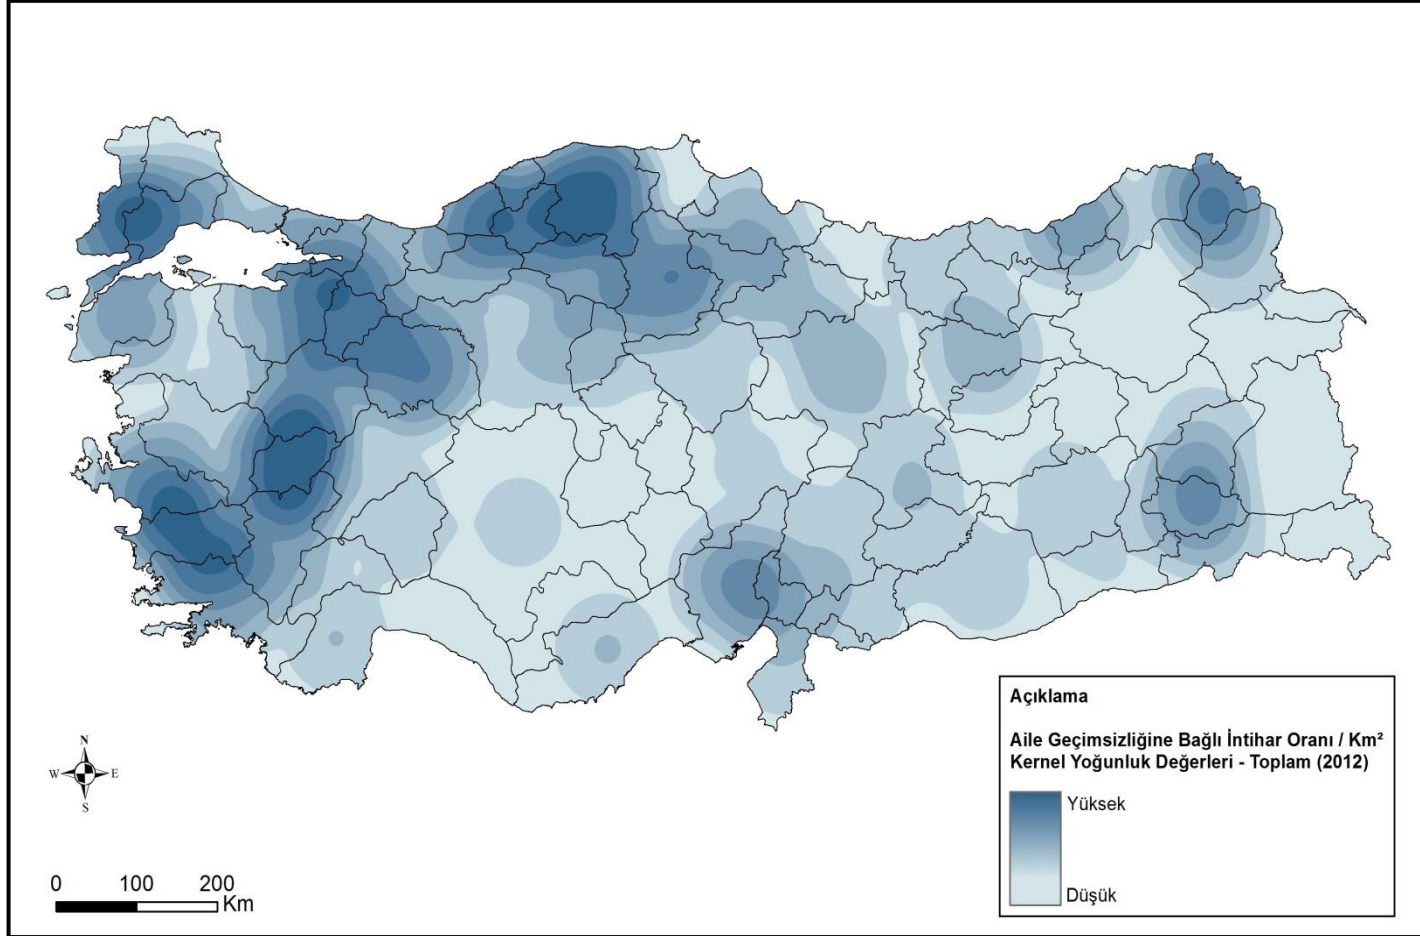 N
W E
S
0 100 200
Km
Açıklama
Aile Geçimsizliğine Bağlı İntihar Oranı / Km²
Kernel Yoğunluk Değerleri - Toplam (2012)
Yüksek
Düşük